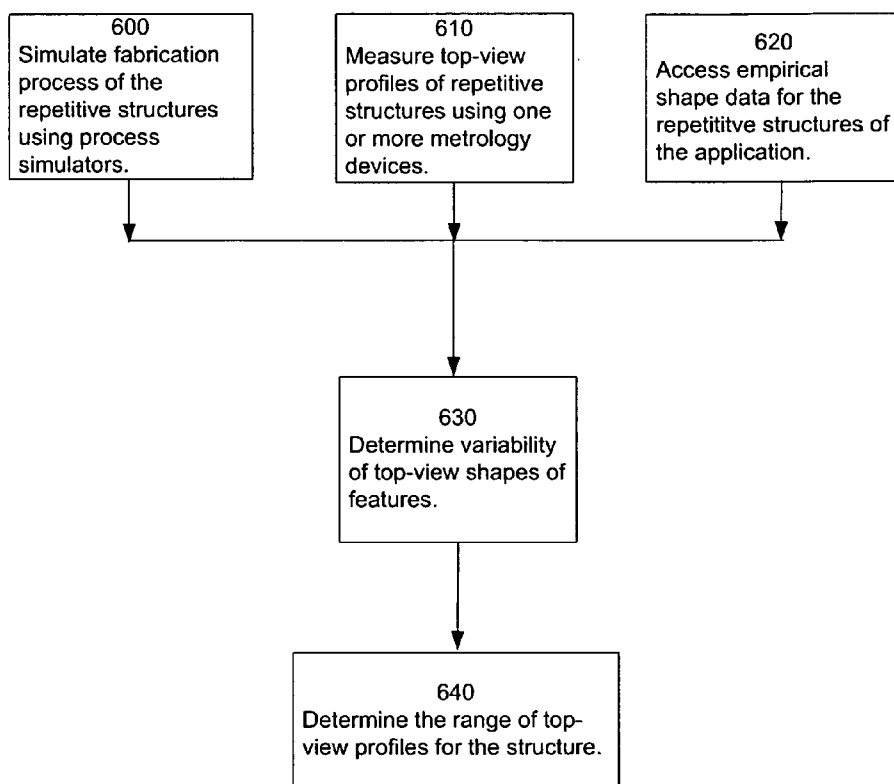 600
Simulate fabrication
process of the
repetitive structures
using process
simulators.
610
Measure top-view
profiles of repetitive
structures using one
or more metrology
devices.
620
Access empirical
shape data for the
repetititve structures of
the application.
630
Determine variability
of top-view shapes of
features.
640
Determine the range of top-
view profiles for the structure.